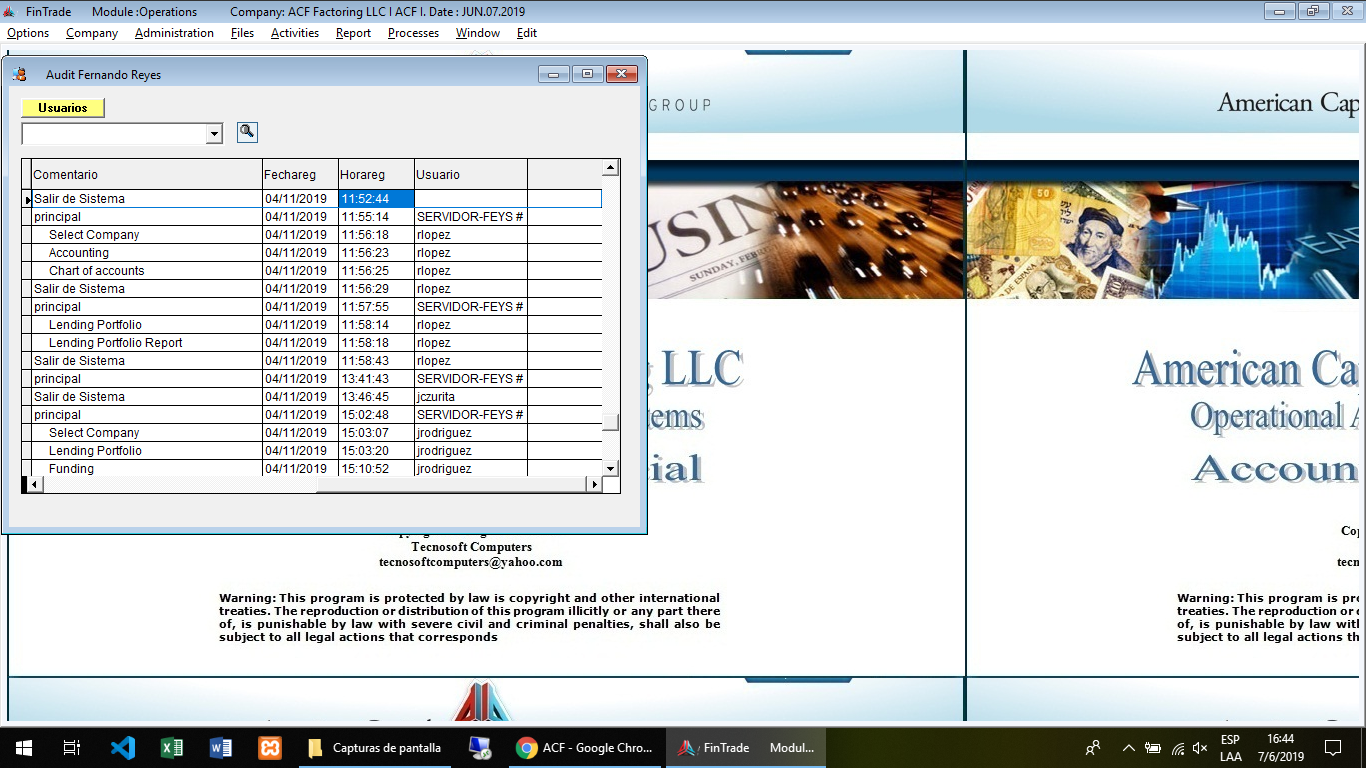 FinTrade Module :Operations Company: ACF Factoring LLC I ACF I. Date : JUN.07.2019
Options Company Administration Files Activities Report Processes Window Edit
Audit Fernando Reyes
Usuarios
Comentario Fechareg Horareg Usuario
Salir de Sistema 04/11/2019 11:52:44
principal 04/11/2019 11:55:14 SERVIDOR-FEYS #
Select Company 04/11/2019 11:56:18 rlopez
Accounting 04/11/2019 11:56:23 rlopez
Chart of accounts 04/11/2019 11:56:25 rlopez
Salir de Sistema 04/11/2019 11:56:29 rlopez
principal 04/11/2019 11:57:55 SERVIDOR-FEYS #
Lending Portfolio 04/11/2019 11:58:14 rlopez
Lending Portfolio Report 04/11/2019 11:58:18 rlopez
Salir de Sistema 04/11/2019 11:58:43 rlopez
principal 04/11/2019 13:41:43 SERVIDOR-FEYS #
Salir de Sistema 04/11/2019 13:46:45 jczurita
principal 04/11/2019 15:02:48 SERVIDOR-FEYS #
Select Company 04/11/2019 15:03:07 jrodriguez
Lending Portfolio 04/11/2019 15:03:20 jrodriguez
Funding 04/11/2019 15:10:52 jrodriguez
GROUP
American Cap
USIN
SUNDAY, FEB
YEAR
g LLC
American Ca
tems
Operational A
cial
Accoun
Tecnosoft Computers
tecnosoftcomputers@yahoo.com
Warning: This program is protected by law is copyright and other international
treaties. The reproduction or distribution of this program illicitly or any part there
of, is punishable by law with severe civil and criminal penalties, shall also be
subject to all legal actions that corresponds
Cop
tecn
Warning: This program is pro
treaties. The reproduction or d
of, is punishable by law with
subject to all legal actions th
Capturas de pantalla
ACF - Google Chro...
FinTrade Modul...
ESP
LAA
16:44
7/6/2019